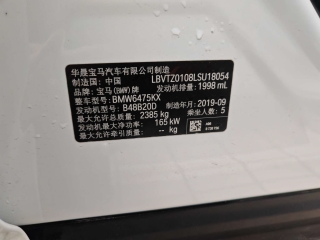 华晨宝马汽车有限公司制造
制造国: 中国 LBVTZ0108LSU18054
品牌: 宝马(BMW)牌 发动机排量: 1998 mL
整车型号: BMW6475KX
发动机型号: B48B20D 制造年月: 2019-09
最大允许总质量: 2385 kg 乘坐人数: 5
发动机最大净功率: 165 kW
最大允许牵引质量: - kg